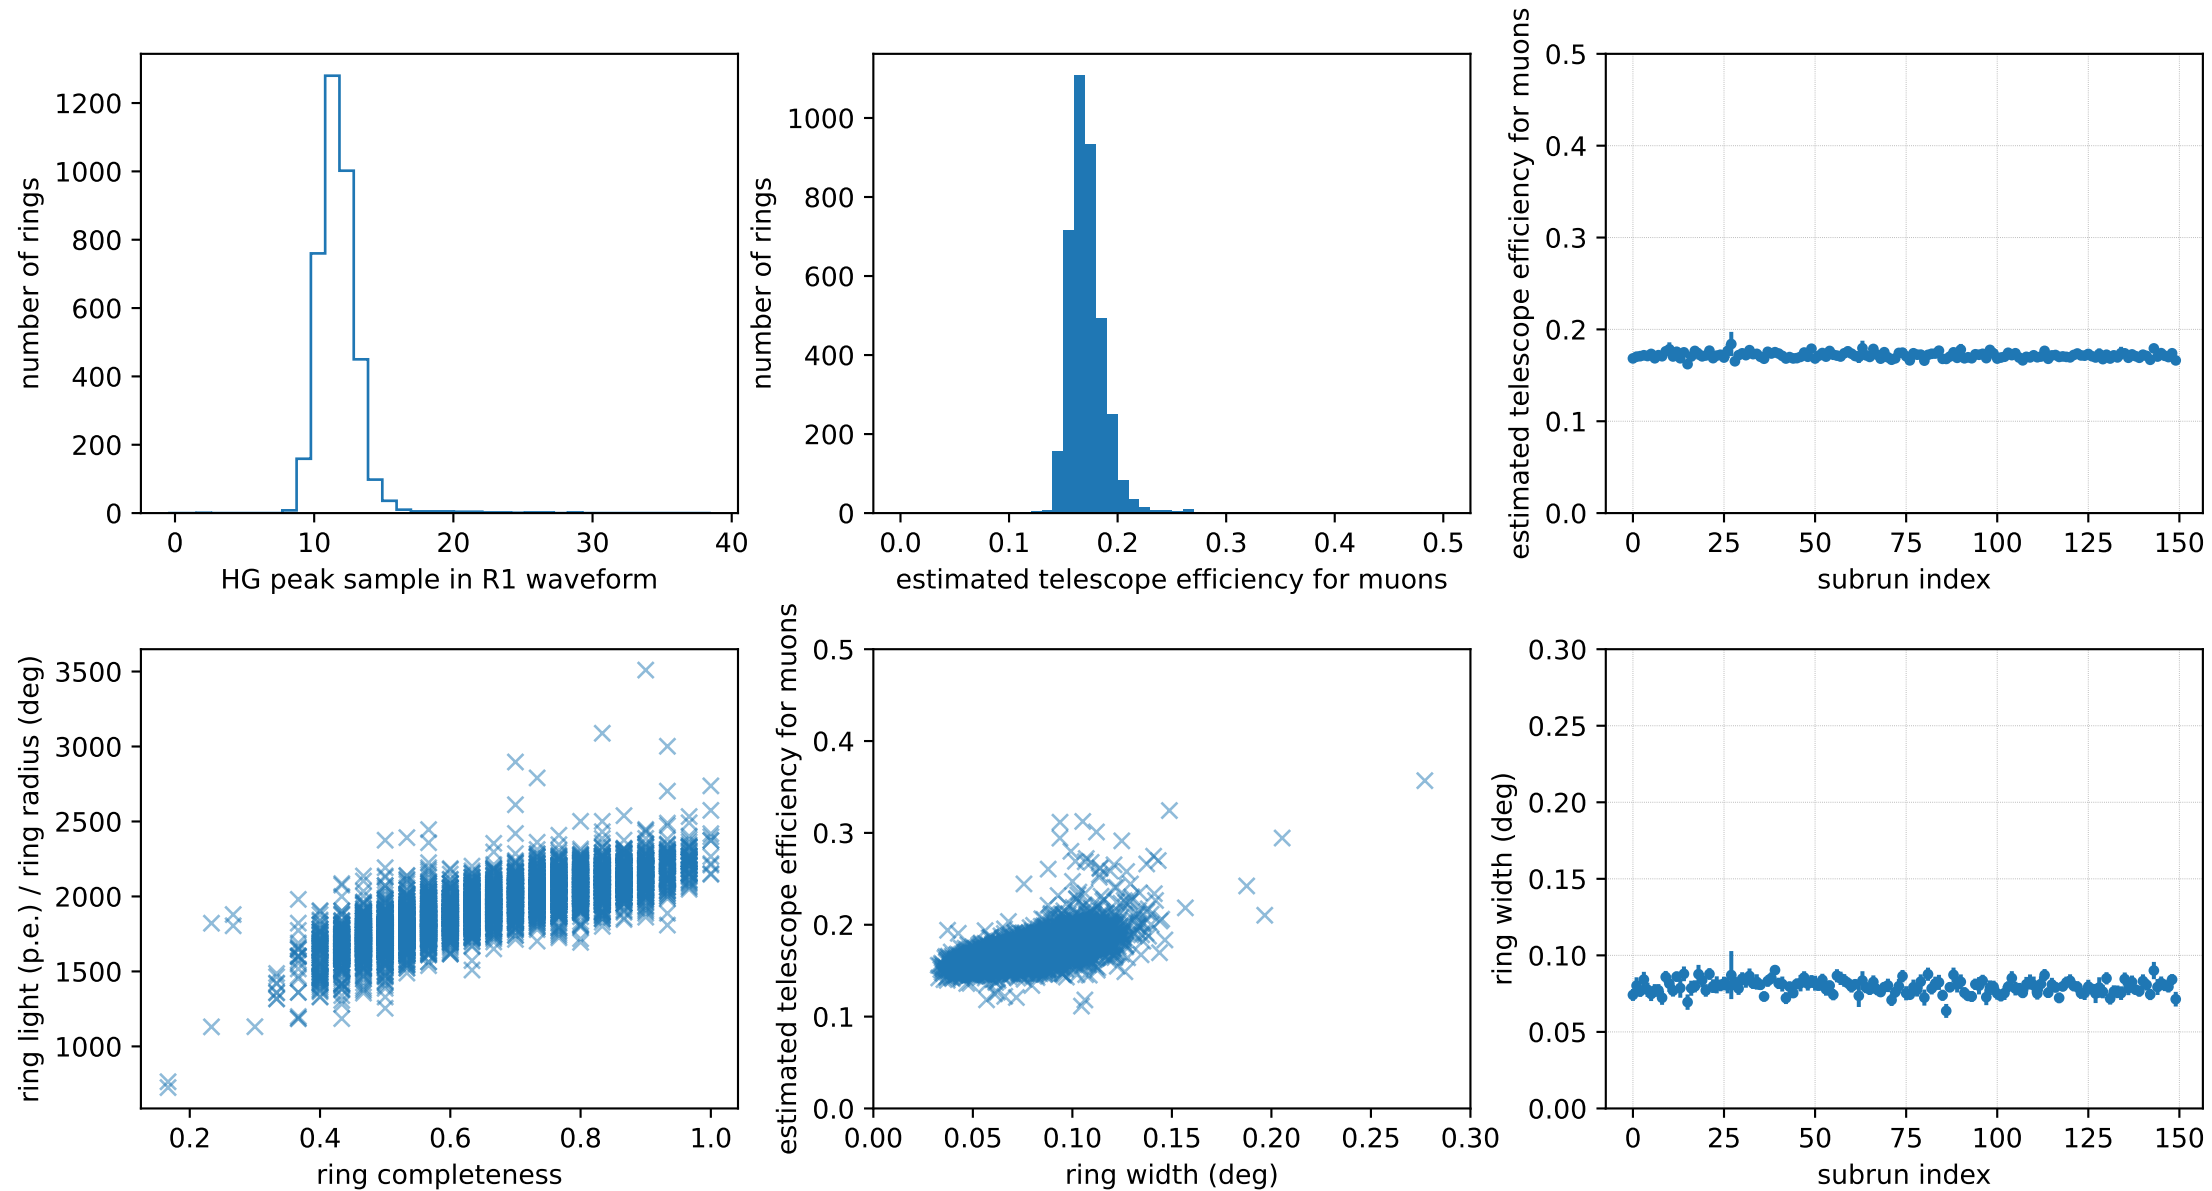 number of rings
1200
1000
800
600
400
200
0
0 10 20 30 40
HG peak sample in R1 waveform
number of rings
1000
800
600
400
200
0
0.0 0.1 0.2 0.3 0.4 0.5
estimated telescope efficiency for muons
estimated telescope efficiency for muons
0.5
0.4
0.3
0.2
0.1
0.0
0 25 50 75 100 125 150
subrun index
ring light (p.e.) / ring radius (deg)
3500
3000
2500
2000
1500
1000
0.2 0.4 0.6 0.8 1.0
ring completeness
estimated telescope efficiency for muons
0.5
0.4
0.3
0.2
0.1
0.0
0.00 0.05 0.10 0.15 0.20 0.25 0.30
ring width (deg)
ring width (deg)
0.30
0.25
0.20
0.15
0.10
0.05
0.00
0 25 50 75 100 125 150
subrun index